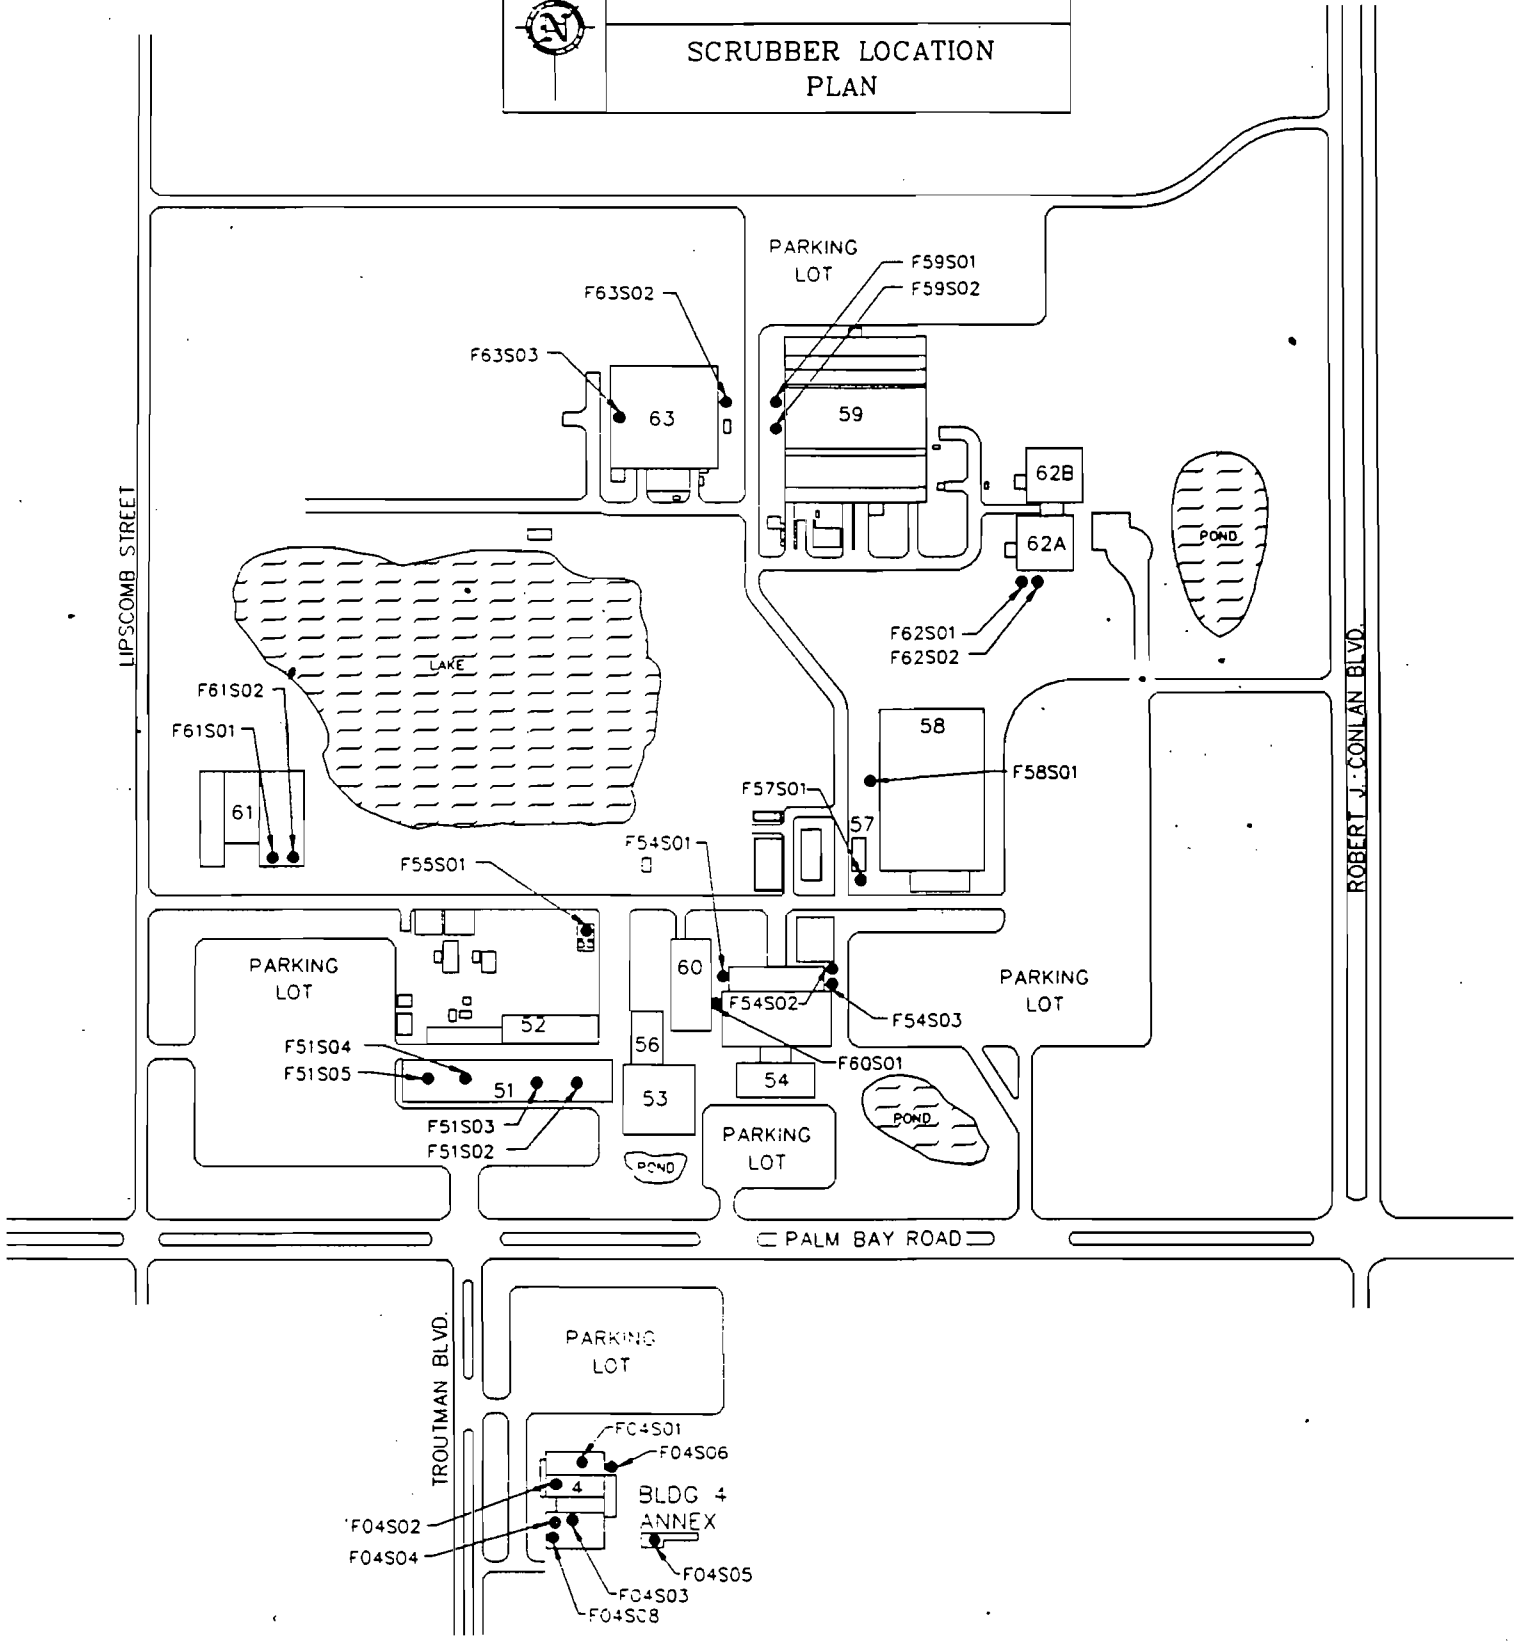 N
SCRUBBER LOCATION
PLAN
PARKING
LOT
F59S01
F59S02
F63S02
F63S03
63
59
62B
62A
POND
LIPSCOMB STREET
F62S01
F62S02
LAKE
ROBERT J. CONLAN BLVD.
F61S02
F61S01
61
58
F58S01
F57S01
57
F54S01
F55S01
PARKING
LOT
60
F54S02
PARKING
LOT
F54S03
52
56
F60S01
F51S04
F51S05
51
53
54
F51S03
F51S02
POND
PARKING
LOT
POND
PALM BAY ROAD
TROUTMAN BLVD.
PARKING
LOT
F04S01
F04S06
4
BLDG 4
ANNEX
F04S02
F04S04
F04S05
F04S03
F04S08